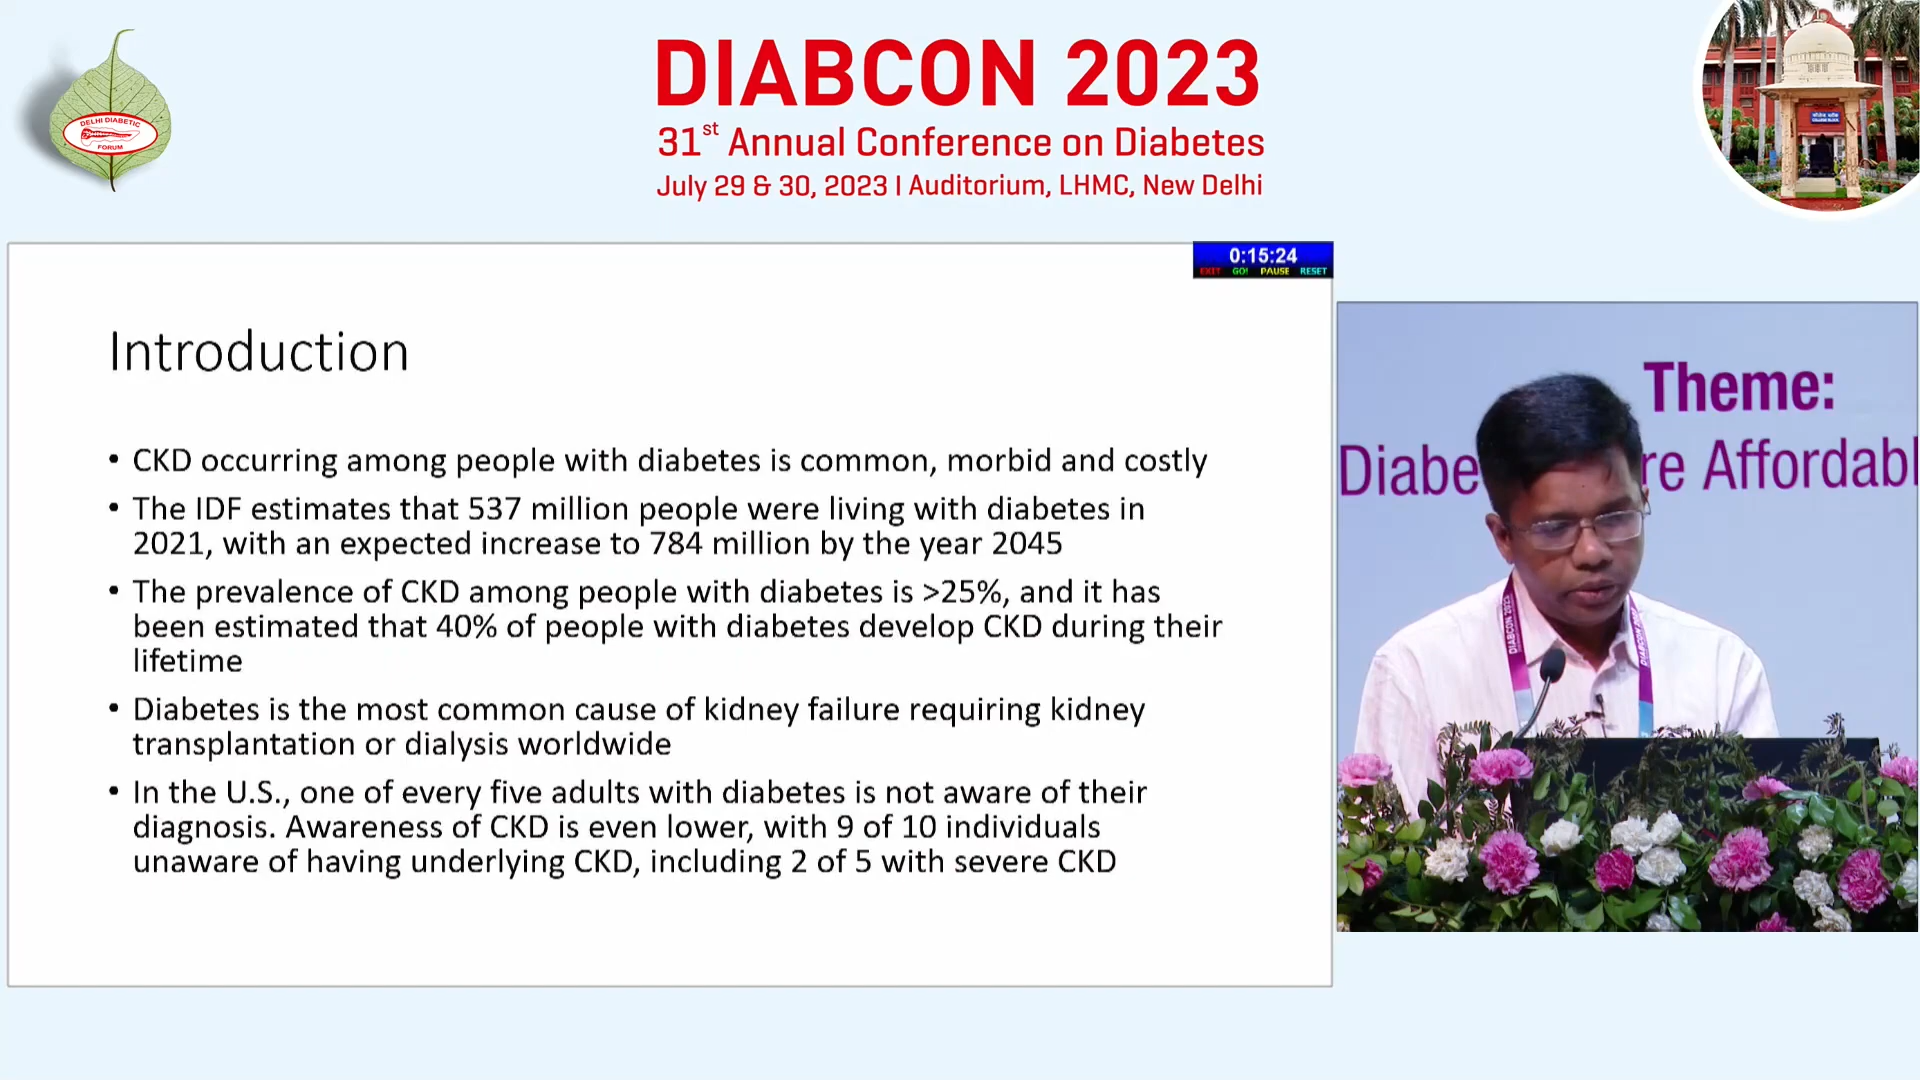 DELHI DIABETIC
FORUM
DIABCON 2023
31st Annual Conference on Diabetes
July 29 & 30, 2023 | Auditorium, LHMC, New Delhi
0:15:24
EXIT GO! PAUSE RESET
Introduction
• CKD occurring among people with diabetes is common, morbid and costly
• The IDF estimates that 537 million people were living with diabetes in
2021, with an expected increase to 784 million by the year 2045
• The prevalence of CKD among people with diabetes is >25%, and it has
been estimated that 40% of people with diabetes develop CKD during their
lifetime
• Diabetes is the most common cause of kidney failure requiring kidney
transplantation or dialysis worldwide
• In the U.S., one of every five adults with diabetes is not aware of their
diagnosis. Awareness of CKD is even lower, with 9 of 10 individuals
unaware of having underlying CKD, including 2 of 5 with severe CKD
Theme:
Diabe re Affordabl
DIABCON 2023
DIABCON 2023